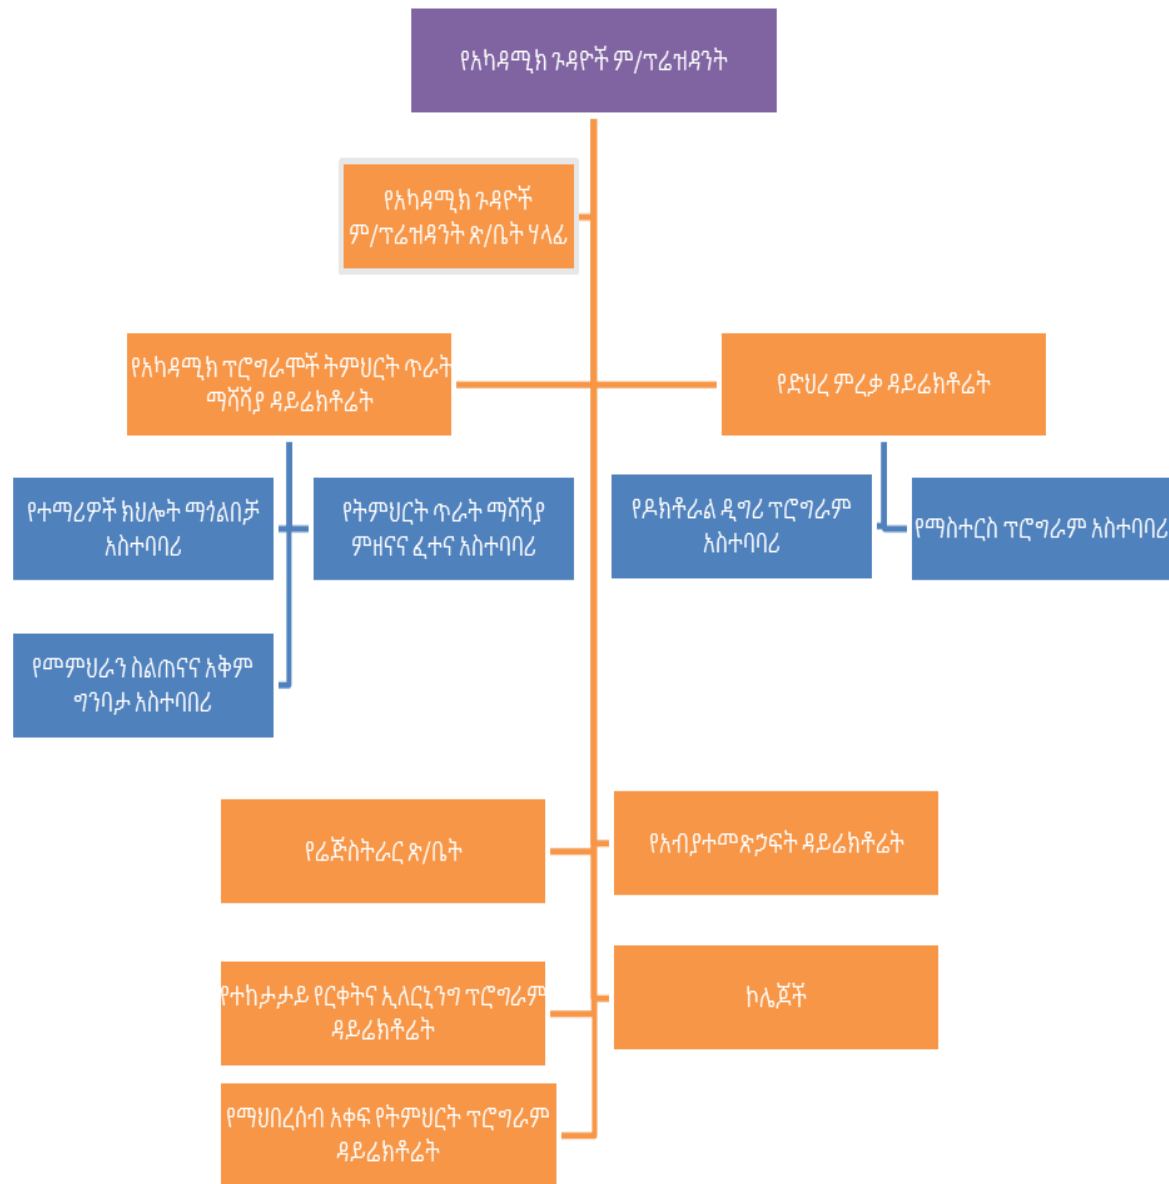 የአካዳሚክ ጉዳዮች ም/ፕሬዝዳንት
የአካዳሚክ ጉዳዮች
ም/ፕሬዝዳንት ጽ/ቤት ሃላፊ
የአካዳሚክ ፕሮግራሞች ትምህርት ጥራት
ማሻሻያ ዳይሬክቶሬት
የድህረ ምረቃ ዳይሬክቶሬት
የተማሪዎች ክህሎት ማጎልበቻ
አስተባባሪ
የትምህርት ጥራት ማሻሻያ
ምዘናና ፈተና አስተባባሪ
የዶክቶራል ዲግሪ ፕሮግራም
አስተባባሪ
የማስተርስ ፕሮግራም አስተባባሪ
የመምህራን ስልጠናና አቅም
ግንባታ አስተባበሪ
የሬጅስትራር ጽ/ቤት
የአብያተመጽኃፍት ዳይሬክቶሬት
የተከታታይ የርቀትና ኢለርኒንግ ፕሮግራም
ዳይሬክቶሬት
ኮሌጆች
የማህበረሰብ አቀፍ የትምህርት ፕሮግራም
ዳይሬክቶሬት